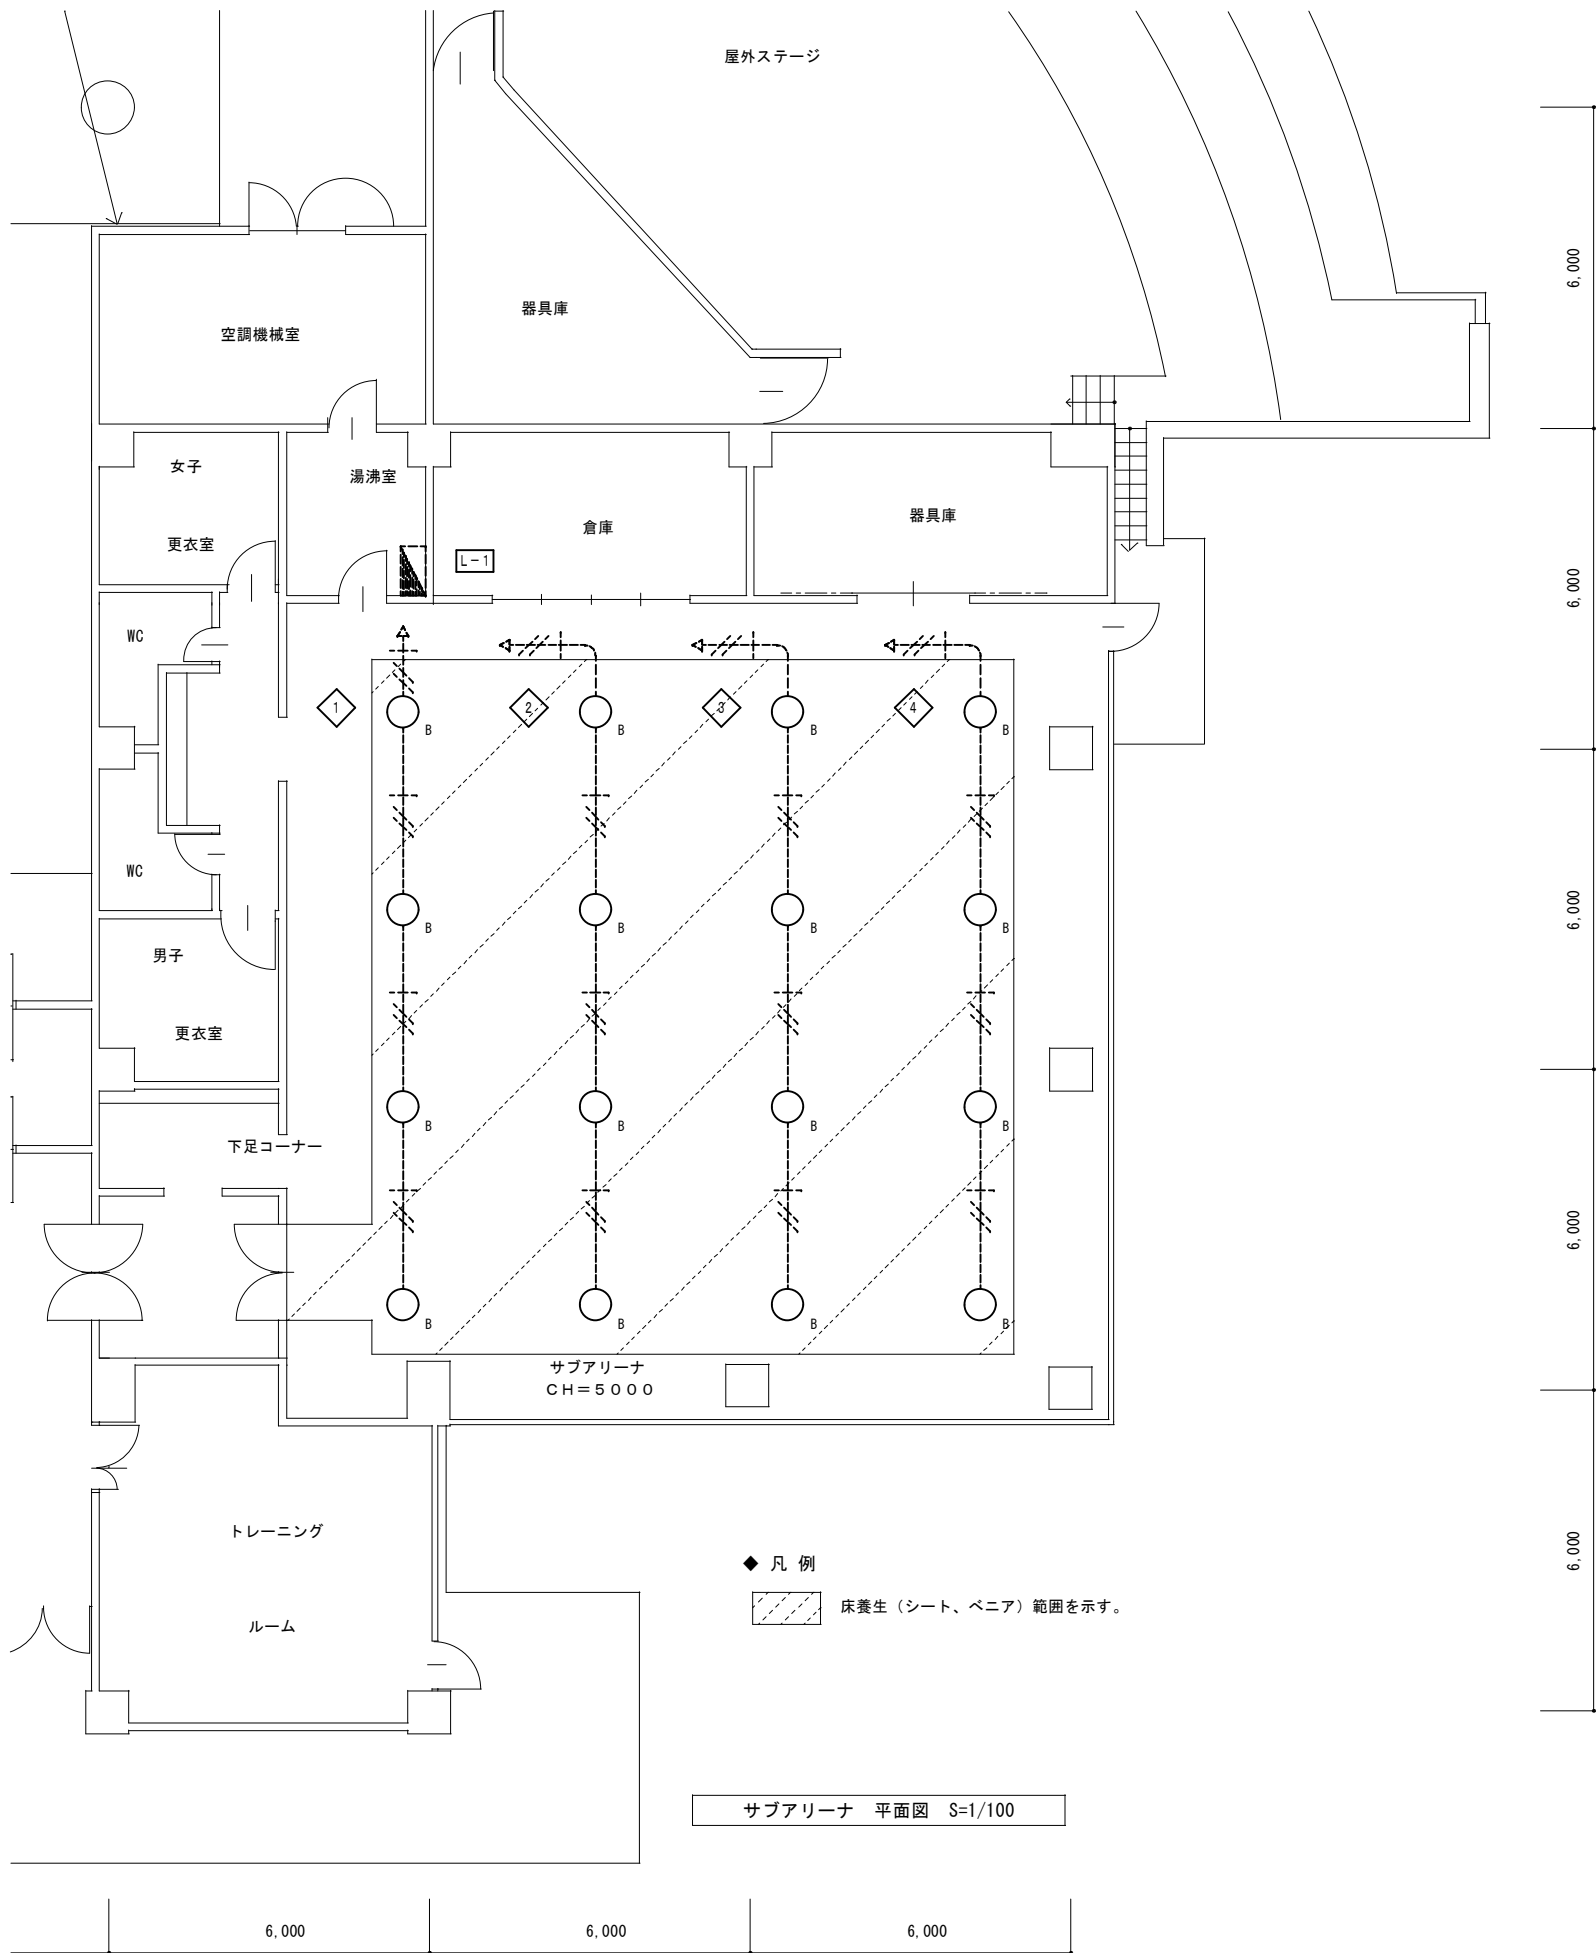 屋外ステージ
6,000
器具庫
空調機械室
女子
湯沸室
器具庫
倉庫
更衣室
L-1
6,000
WC
1
2
3
4
B
B
B
B
WC
6,000
B
B
B
B
男子
更衣室
B
B
B
B
下足コーナー
6,000
B
B
B
B
サブアリーナ
CH=5000
トレーニング
6,000
◆ 凡 例
床養生（シート、ベニア）範囲を示す。
ルーム
サブアリーナ　平面図　S=1/100
6,000
6,000
6,000